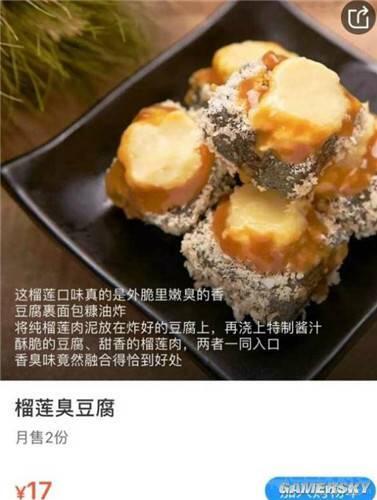 这榴莲口味真的是外脆里嫩臭的香
豆腐裹面包糠油炸
将纯榴莲肉泥放在炸好的豆腐上，再浇上特制酱汁
酥脆的豆腐、甜香的榴莲肉，两者一同入口
香臭味竟然融合得恰到好处
榴莲臭豆腐
月售2份
¥17
GAMERSKY